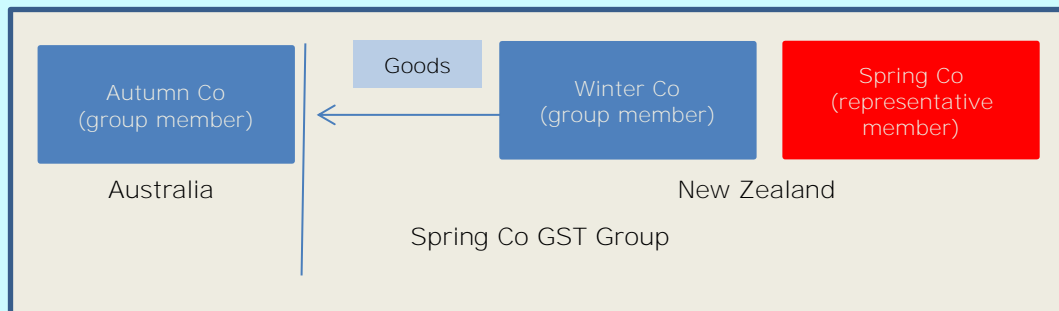 Goods
Autumn Co
(group member)
Winter Co
(group member)
Spring Co
(representative
member)
Australia
New Zealand
Spring Co GST Group